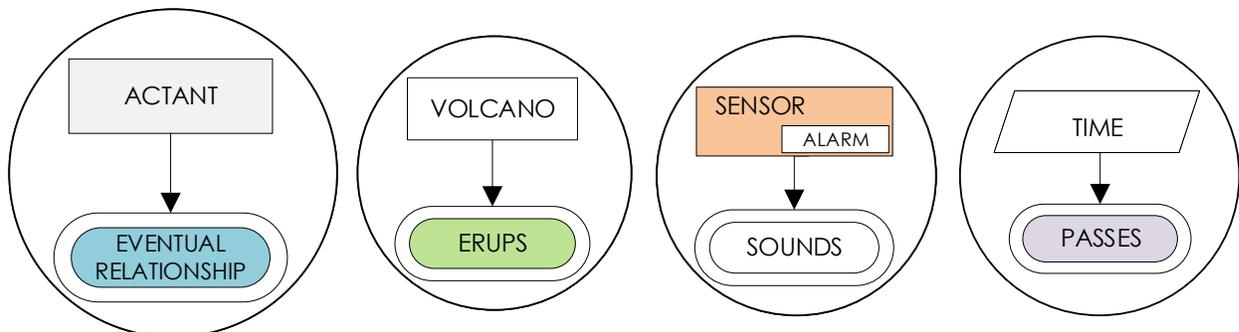 ACTANT
EVENTUAL
RELATIONSHIP
VOLCANO
ERUPS
SENSOR
ALARM
SOUNDS
TIME
PASSES